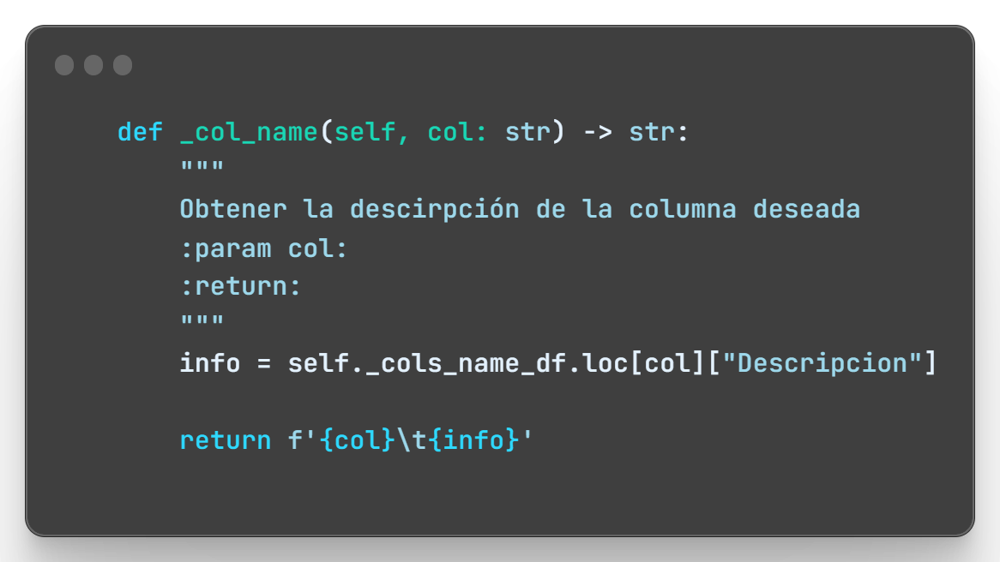 def _col_name(self, col: str) -> str:
"""
Obtener la descirpción de la columna deseada
:param col:
:return:
"""
info = self._cols_name_df.loc[col]["Descripcion"]
return f'{col}\t{info}'